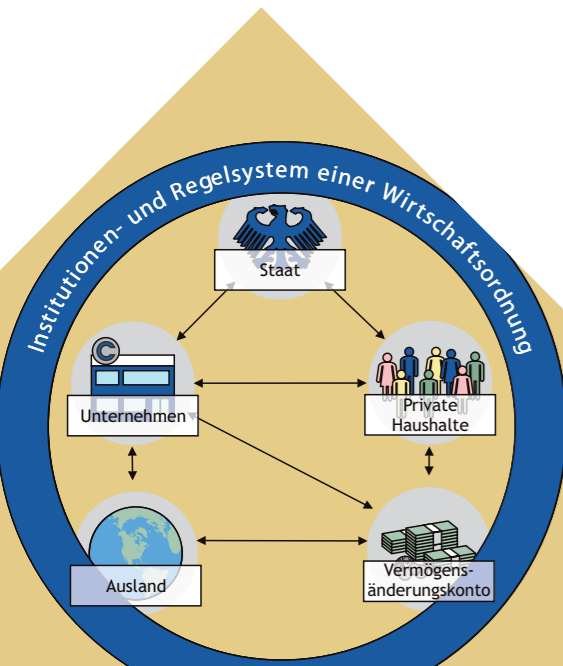 Institutionen- und Regelsystem einer Wirtschaftsordnung
Staat
C
Unternehmen
Private
Haushalte
Ausland
Vermögens-
änderungskonto